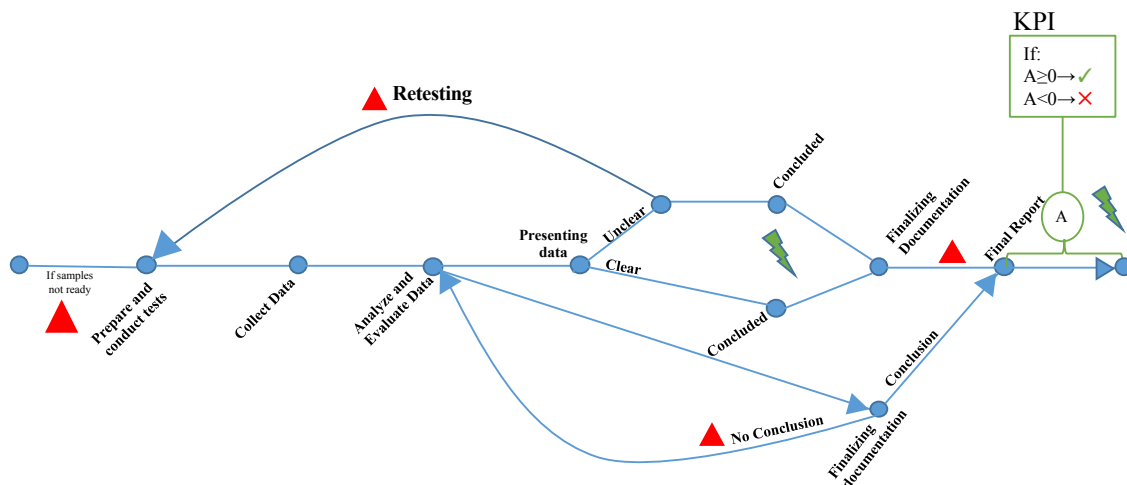 KPI
If:
A≥0→✓
A<0→✕
Retesting
Concluded
Unclear
Presenting
data
Clear
Finalizing
Documentation
Final Report
A
If samples
not ready
Prepare and
conduct tests
Collect Data
Analyze and
Evaluate Data
Concluded
Conclusion
No Conclusion
Finalizing
documentation